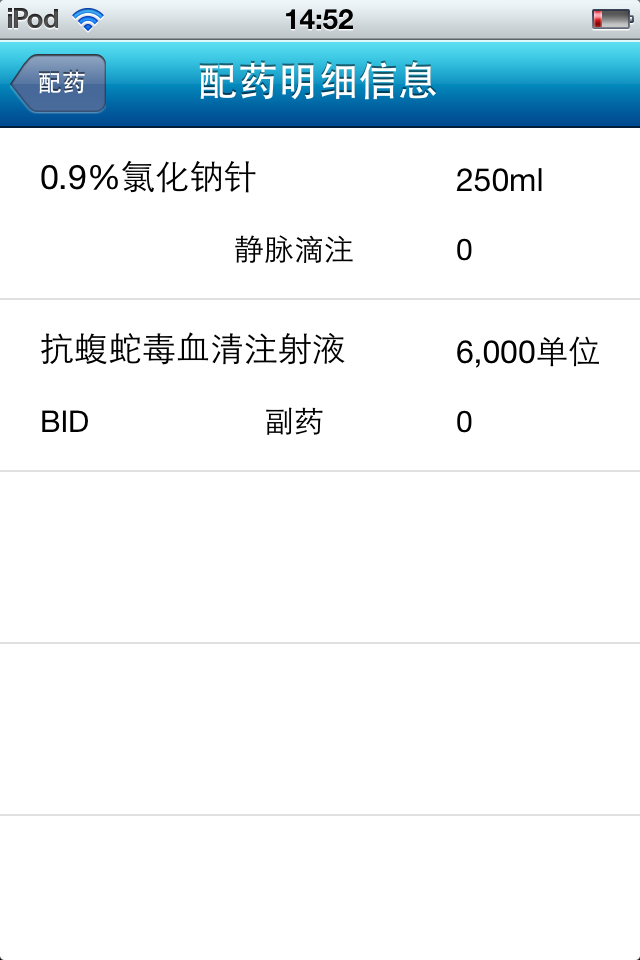 iPod 14:52
配药 配药明细信息
0.9%氯化钠针 250ml
静脉滴注 0
抗蝮蛇毒血清注射液 6,000单位
BID 副药 0